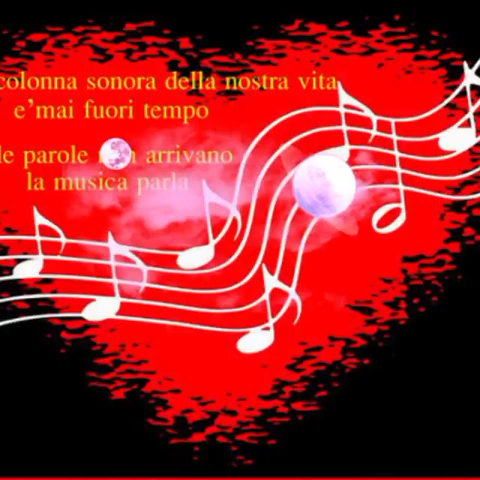 colonna sonora della nostra vita
e'mai fuori tempo
le parole arrivano
la musica parla